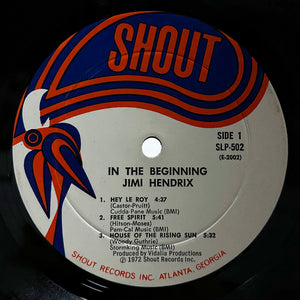 SHOUT
SIDE 1
SLP-502
(E-2002)
IN THE BEGINNING
JIMI HENDRIX
1. HEY LE ROY 4:27
(Castor-Pruitt)
Cudda Pane Music (BMI)
2. FREE SPIRIT 5:41
(Hitson-Moses)
Pam-Cal Music (BMI)
3. HOUSE OF THE RISING SUN 5:32
(Woody Guthrie)
Stormking Music (BMI)
Produced by Vidalia Productions
© 1972 Shout Records Inc.
SHOUT RECORDS INC. ATLANTA, GEORGIA